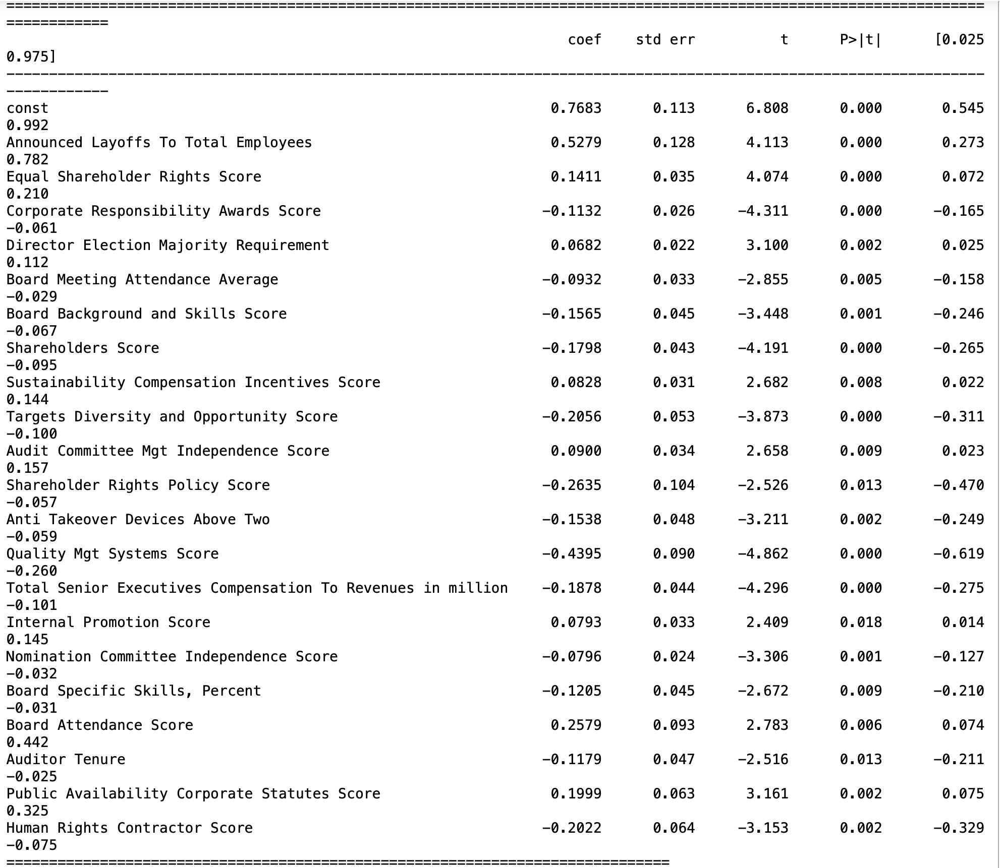 ====================================================================================================================
============
                                                                  coef    std err          t      P>|t|      [0.025
0.975]
--------------------------------------------------------------------------------------------------------------------
------------
const                                                           0.7683      0.113      6.808      0.000       0.545
0.992
Announced Layoffs To Total Employees                            0.5279      0.128      4.113      0.000       0.273
0.782
Equal Shareholder Rights Score                                  0.1411      0.035      4.074      0.000       0.072
0.210
Corporate Responsibility Awards Score                          -0.1132      0.026     -4.311      0.000      -0.165
-0.061
Director Election Majority Requirement                          0.0682      0.022      3.100      0.002       0.025
0.112
Board Meeting Attendance Average                               -0.0932      0.033     -2.855      0.005      -0.158
-0.029
Board Background and Skills Score                              -0.1565      0.045     -3.448      0.001      -0.246
-0.067
Shareholders Score                                             -0.1798      0.043     -4.191      0.000      -0.265
-0.095
Sustainability Compensation Incentives Score                    0.0828      0.031      2.682      0.008       0.022
0.144
Targets Diversity and Opportunity Score                        -0.2056      0.053     -3.873      0.000      -0.311
-0.100
Audit Committee Mgt Independence Score                          0.0900      0.034      2.658      0.009       0.023
0.157
Shareholder Rights Policy Score                                -0.2635      0.104     -2.526      0.013      -0.470
-0.057
Anti Takeover Devices Above Two                                -0.1538      0.048     -3.211      0.002      -0.249
-0.059
Quality Mgt Systems Score                                      -0.4395      0.090     -4.862      0.000      -0.619
-0.260
Total Senior Executives Compensation To Revenues in million    -0.1878      0.044     -4.296      0.000      -0.275
-0.101
Internal Promotion Score                                        0.0793      0.033      2.409      0.018       0.014
0.145
Nomination Committee Independence Score                        -0.0796      0.024     -3.306      0.001      -0.127
-0.032
Board Specific Skills, Percent                                 -0.1205      0.045     -2.672      0.009      -0.210
-0.031
Board Attendance Score                                          0.2579      0.093      2.783      0.006       0.074
0.442
Auditor Tenure                                                 -0.1179      0.047     -2.516      0.013      -0.211
-0.025
Public Availability Corporate Statutes Score                    0.1999      0.063      3.161      0.002       0.075
0.325
Human Rights Contractor Score                                  -0.2022      0.064     -3.153      0.002      -0.329
-0.075
==============================================================================